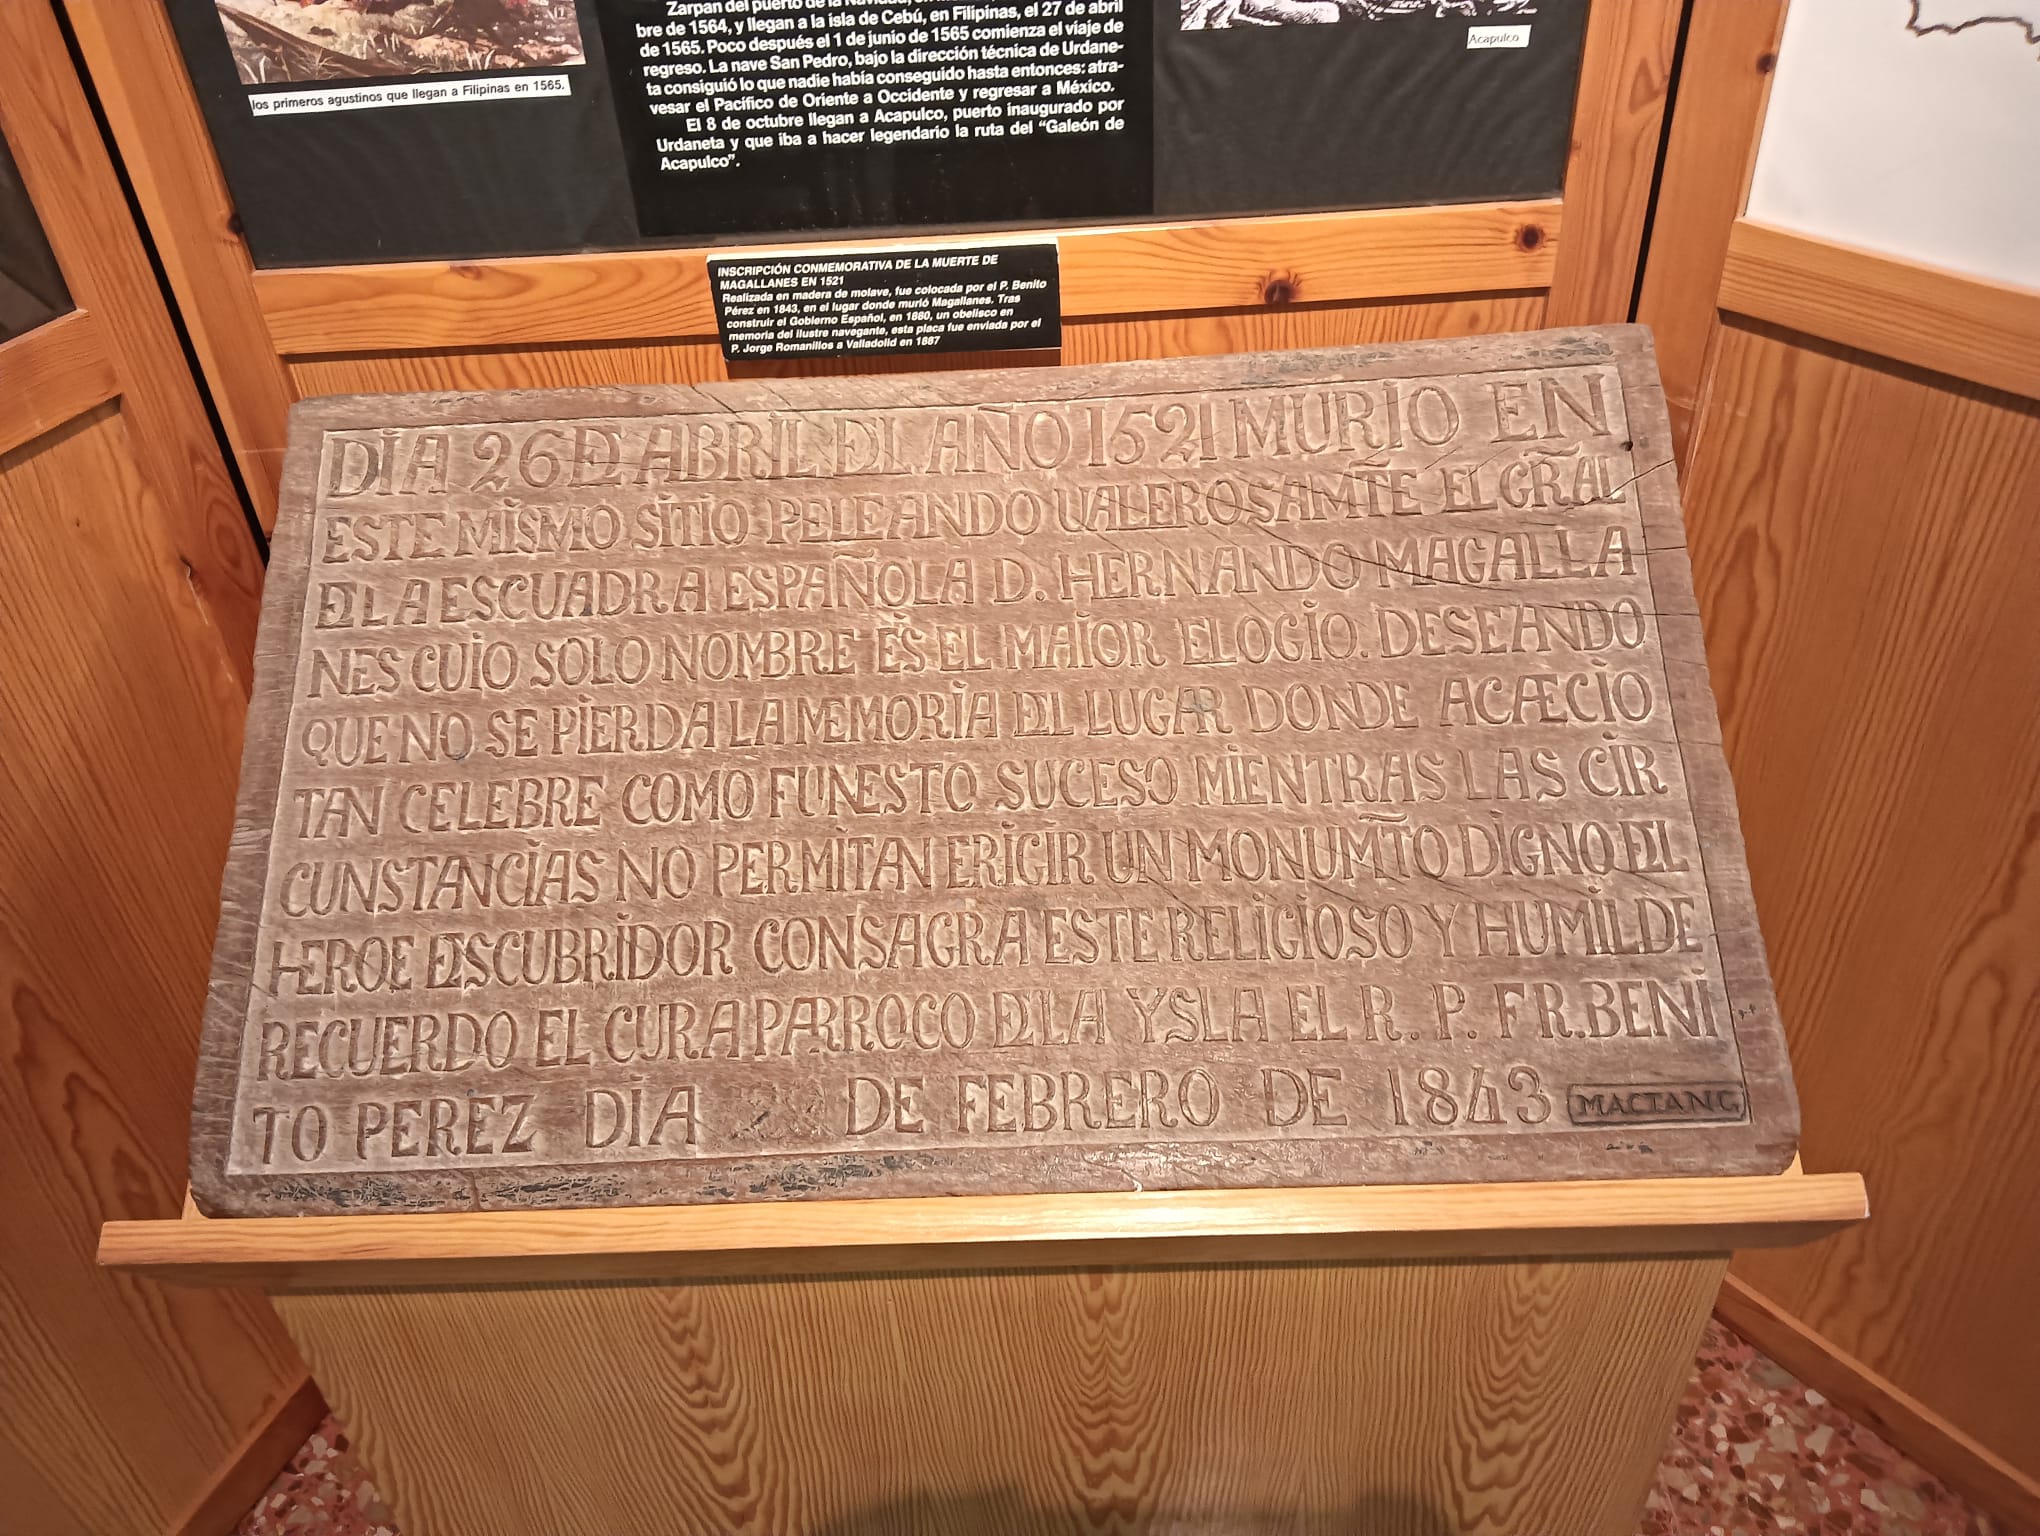 Zarpan del puerto de la Navidad,
bre de 1564, y llegan a la isla de Cebú, en Filipinas, el 27 de abril
de 1565. Poco después el 1 de junio de 1565 comienza el viaje de
regreso. La nave San Pedro, bajo la dirección técnica de Urdane-
ta consiguió lo que nadie había conseguido hasta entonces: atra-
vesar el Pacífico de Oriente a Occidente y regresar a México.
El 8 de octubre llegan a Acapulco, puerto inaugurado por
Urdaneta y que iba a hacer legendario la ruta del “Galeón de
Acapulco”.
los primeros agustinos que llegan a Filipinas en 1565.
Acapulco
INSCRIPCIÓN CONMEMORATIVA DE LA MUERTE DE
MAGALLANES EN 1521
Realizada en madera de molave, fue colocada por el P. Benito
Pérez en 1843, en el lugar donde murió Magallanes. Tras
construir el Gobierno Español, en 1880, un obelisco en
memoria del ilustre navegante, esta placa fue enviada por el
P. Jorge Romanillos a Valladolid en 1887
DIA 26 DE ABRIL DEL AÑO 1521 MURIO EN
ESTE MISMO SITIO PELEANDO UALEROSAMT̃E EL GR̃AL
DE LA ESCUADRA ESPAÑOLA D. HERNANDO MAGALLA
NES CUIO SOLO NOMBRE ES EL MAIOR ELOGIO. DESEANDO
QUE NO SE PIERDA LA MEMORIA DEL LUGAR DONDE ACÆCIO
TAN CELEBRE COMO FUNESTO SUCESO MIENTRAS LAS CIR
CUNSTANCIAS NO PERMITAN ERIGIR UN MONUMT̃O DIGNO DEL
HEROE DESCUBRIDOR CONSAGRA ESTE RELIGIOSO Y HUMILDE
RECUERDO EL CURA PARROCO DE LA YSLA EL R. P. FR. BENI
TO PEREZ DIA DE FEBRERO DE 1843 MACTANG